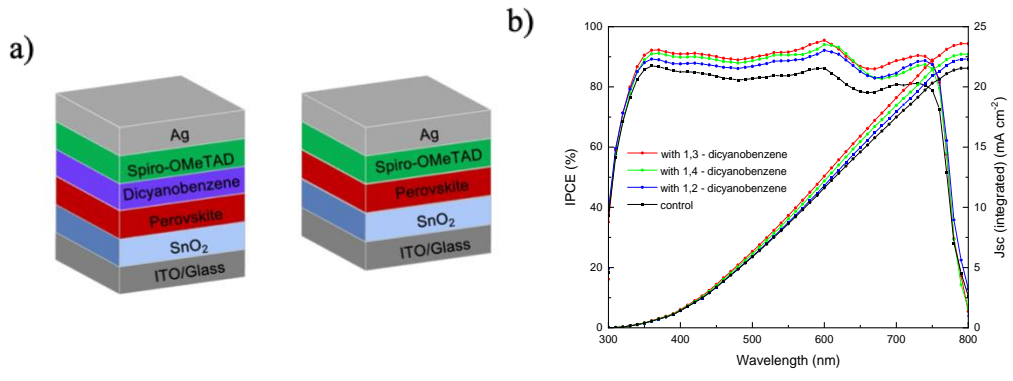 a)
Ag
Spiro-OMeTAD
Dicyanobenzene
Perovskite
SnO₂
ITO/Glass
Ag
Spiro-OMeTAD
Perovskite
SnO₂
ITO/Glass
b)
100
80
60
40
20
0
IPCE (%)
25
20
15
10
5
0
Jsc (integrated) (mA cm⁻²)
with 1,3 - dicyanobenzene
with 1,4 - dicyanobenzene
with 1,2 - dicyanobenzene
control
300 400 500 600 700 800
Wavelength (nm)